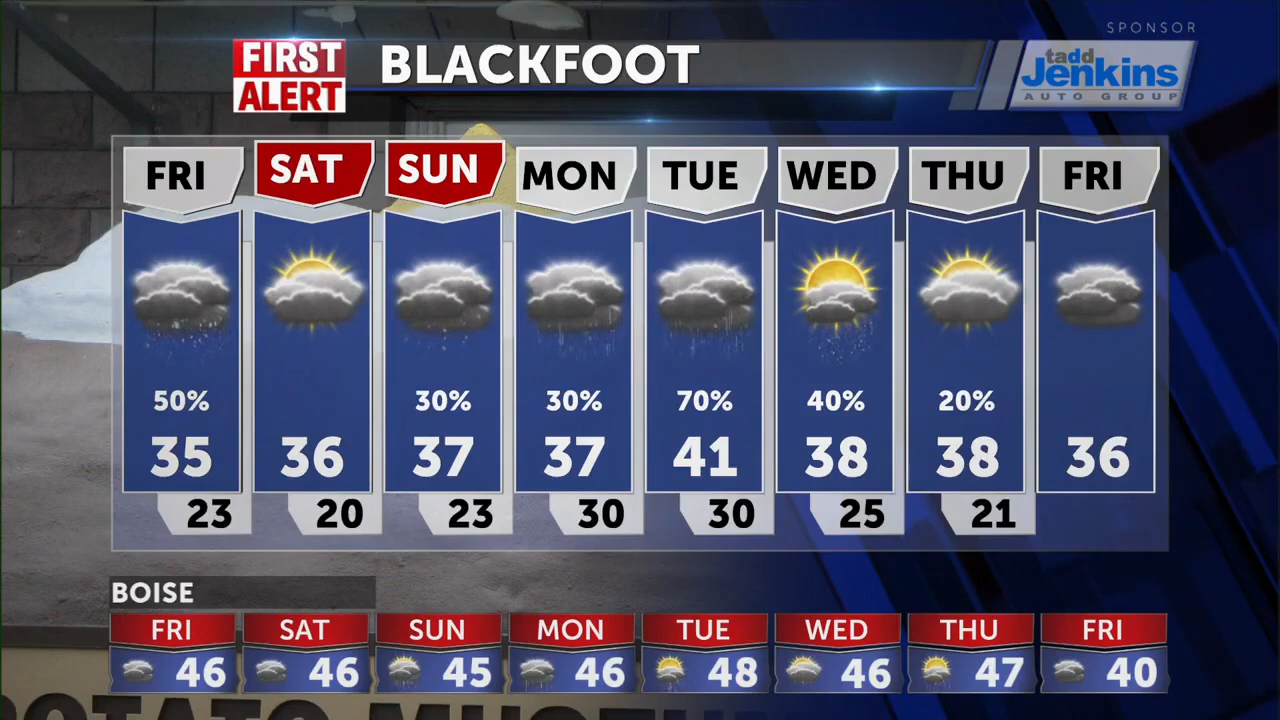 SPONSOR
FIRST ALERT
BLACKFOOT
tadd
Jenkins
AUTO GROUP
FRI SAT SUN MON TUE WED THU FRI
50% 30% 30% 70% 40% 20%
35 36 37 37 41 38 38 36
23 20 23 30 30 25 21
BOISE
FRI SAT SUN MON TUE WED THU FRI
46 46 45 46 48 46 47 40
POTATO MUSEUM